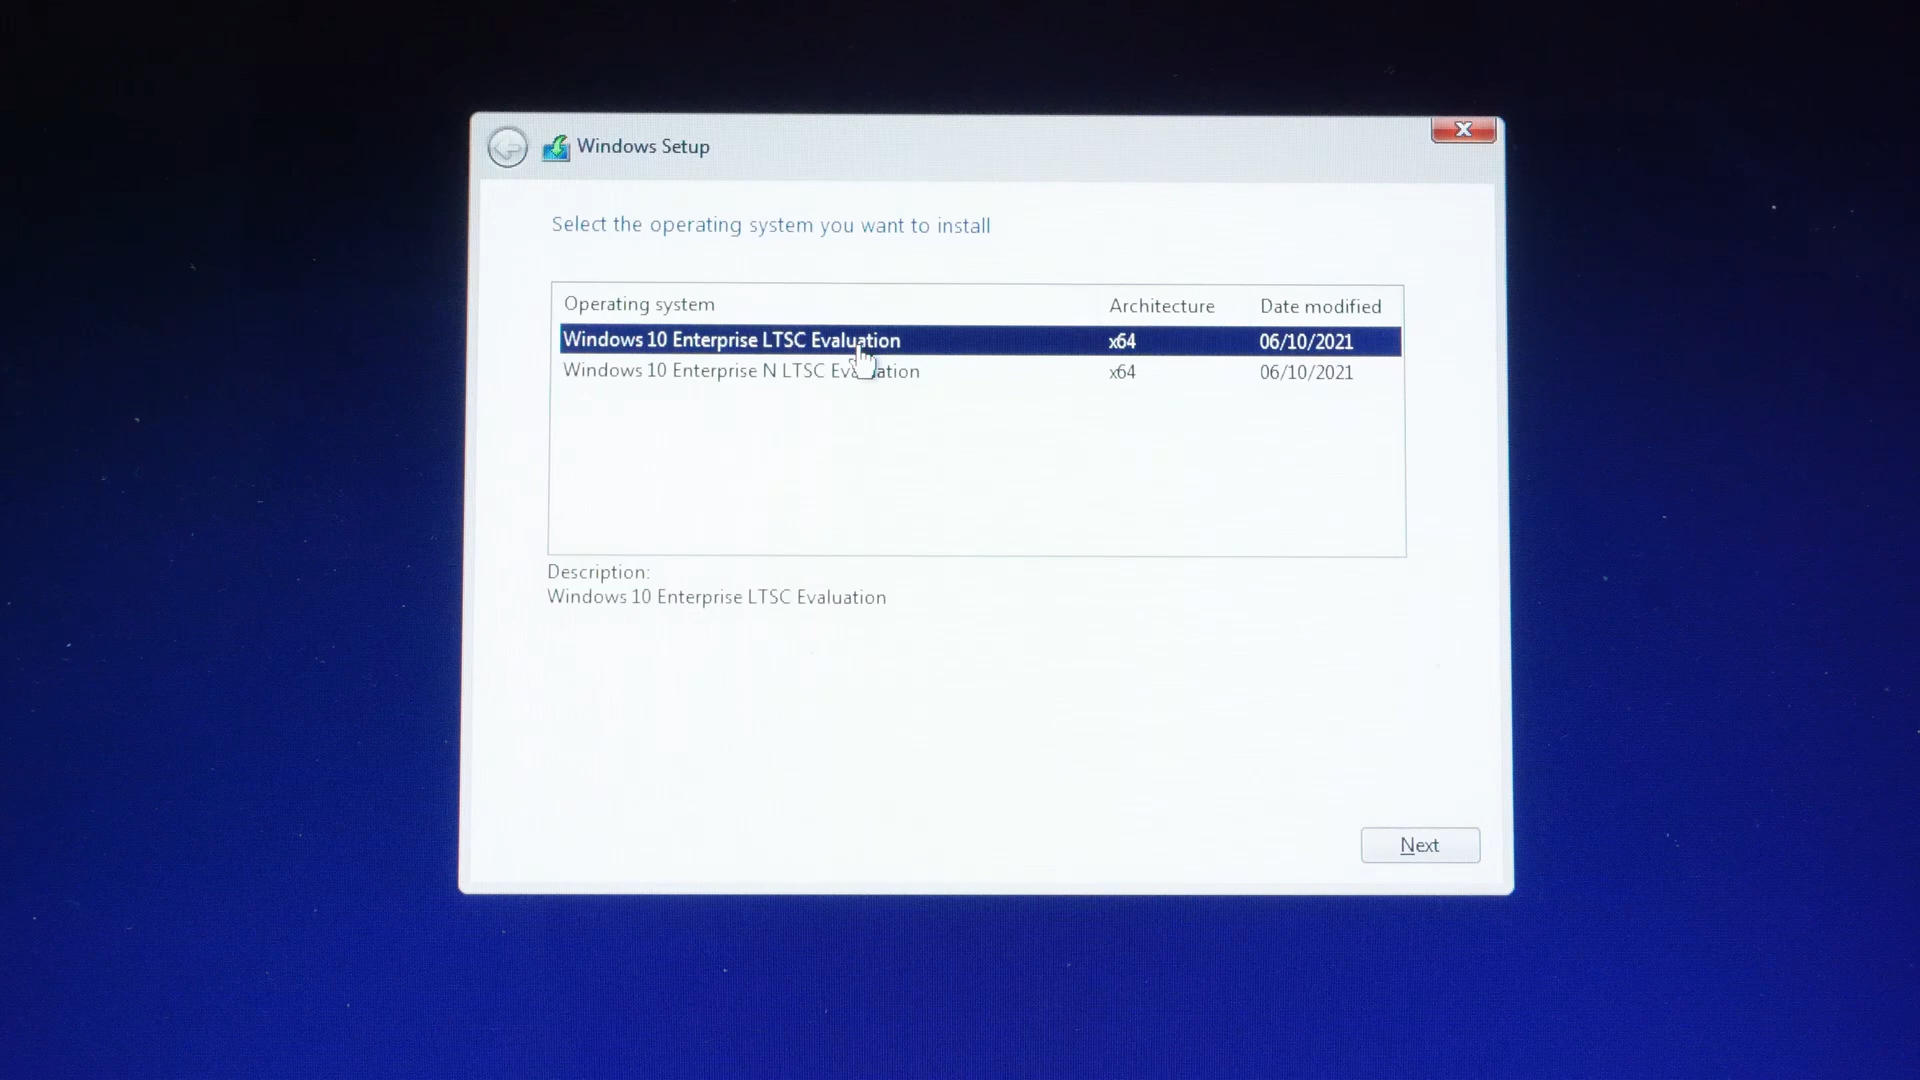 Windows Setup
Select the operating system you want to install
Operating system Architecture Date modified
Windows 10 Enterprise LTSC Evaluation x64 06/10/2021
Windows 10 Enterprise N LTSC Evaluation x64 06/10/2021
Description:
Windows 10 Enterprise LTSC Evaluation
Next